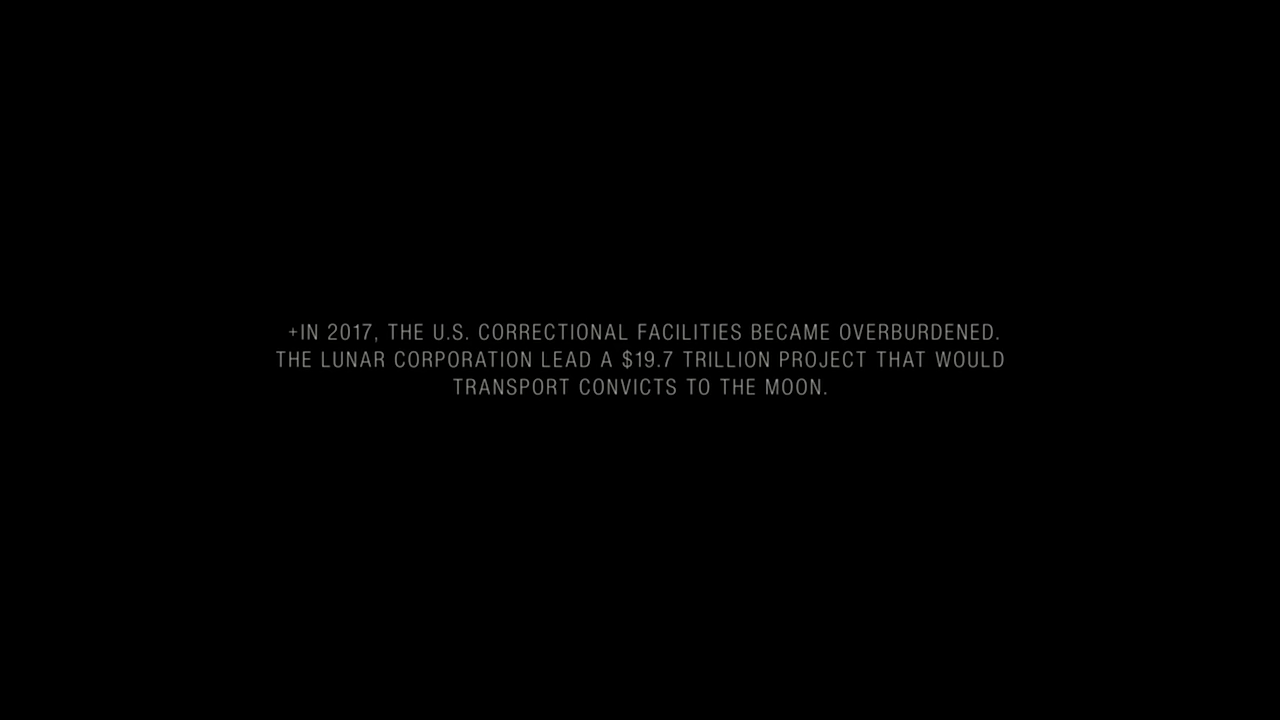 +IN 2017, THE U.S. CORRECTIONAL FACILITIES BECAME OVERBURDENED.
THE LUNAR CORPORATION LEAD A $19.7 TRILLION PROJECT THAT WOULD
TRANSPORT CONVICTS TO THE MOON.